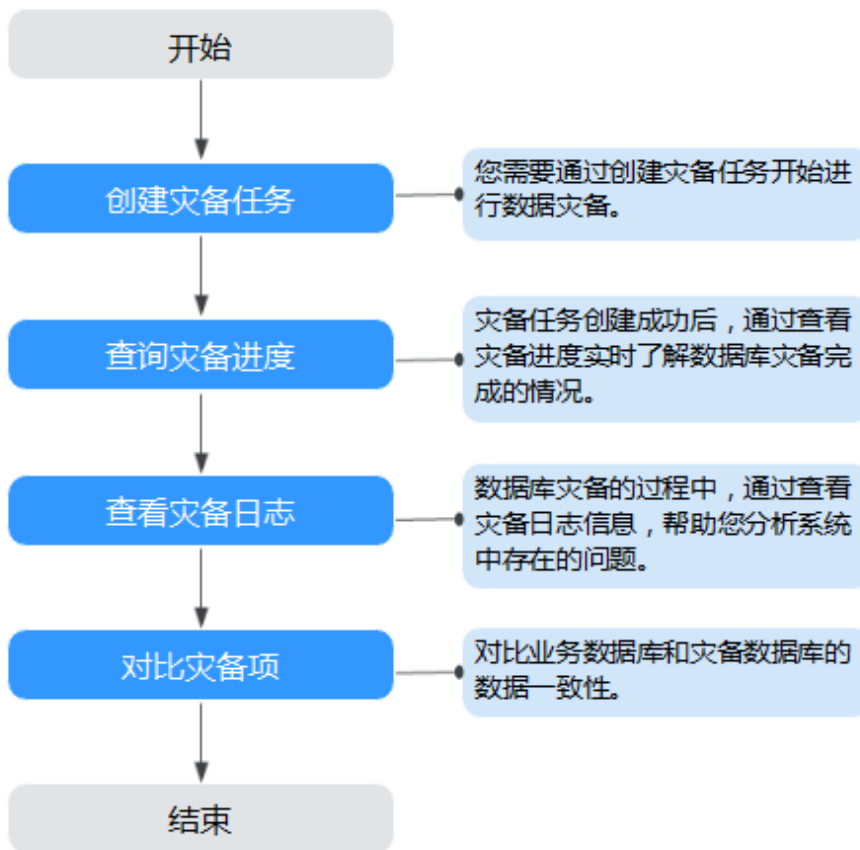 开始
创建灾备任务
您需要通过创建灾备任务开始进
行数据灾备。
查询灾备进度
灾备任务创建成功后，通过查看
灾备进度实时了解数据库灾备完
成的情况。
查看灾备日志
数据库灾备的过程中，通过查看
灾备日志信息，帮助您分析系统
中存在的问题。
对比灾备项
对比业务数据库和灾备数据库的
数据一致性。
结束